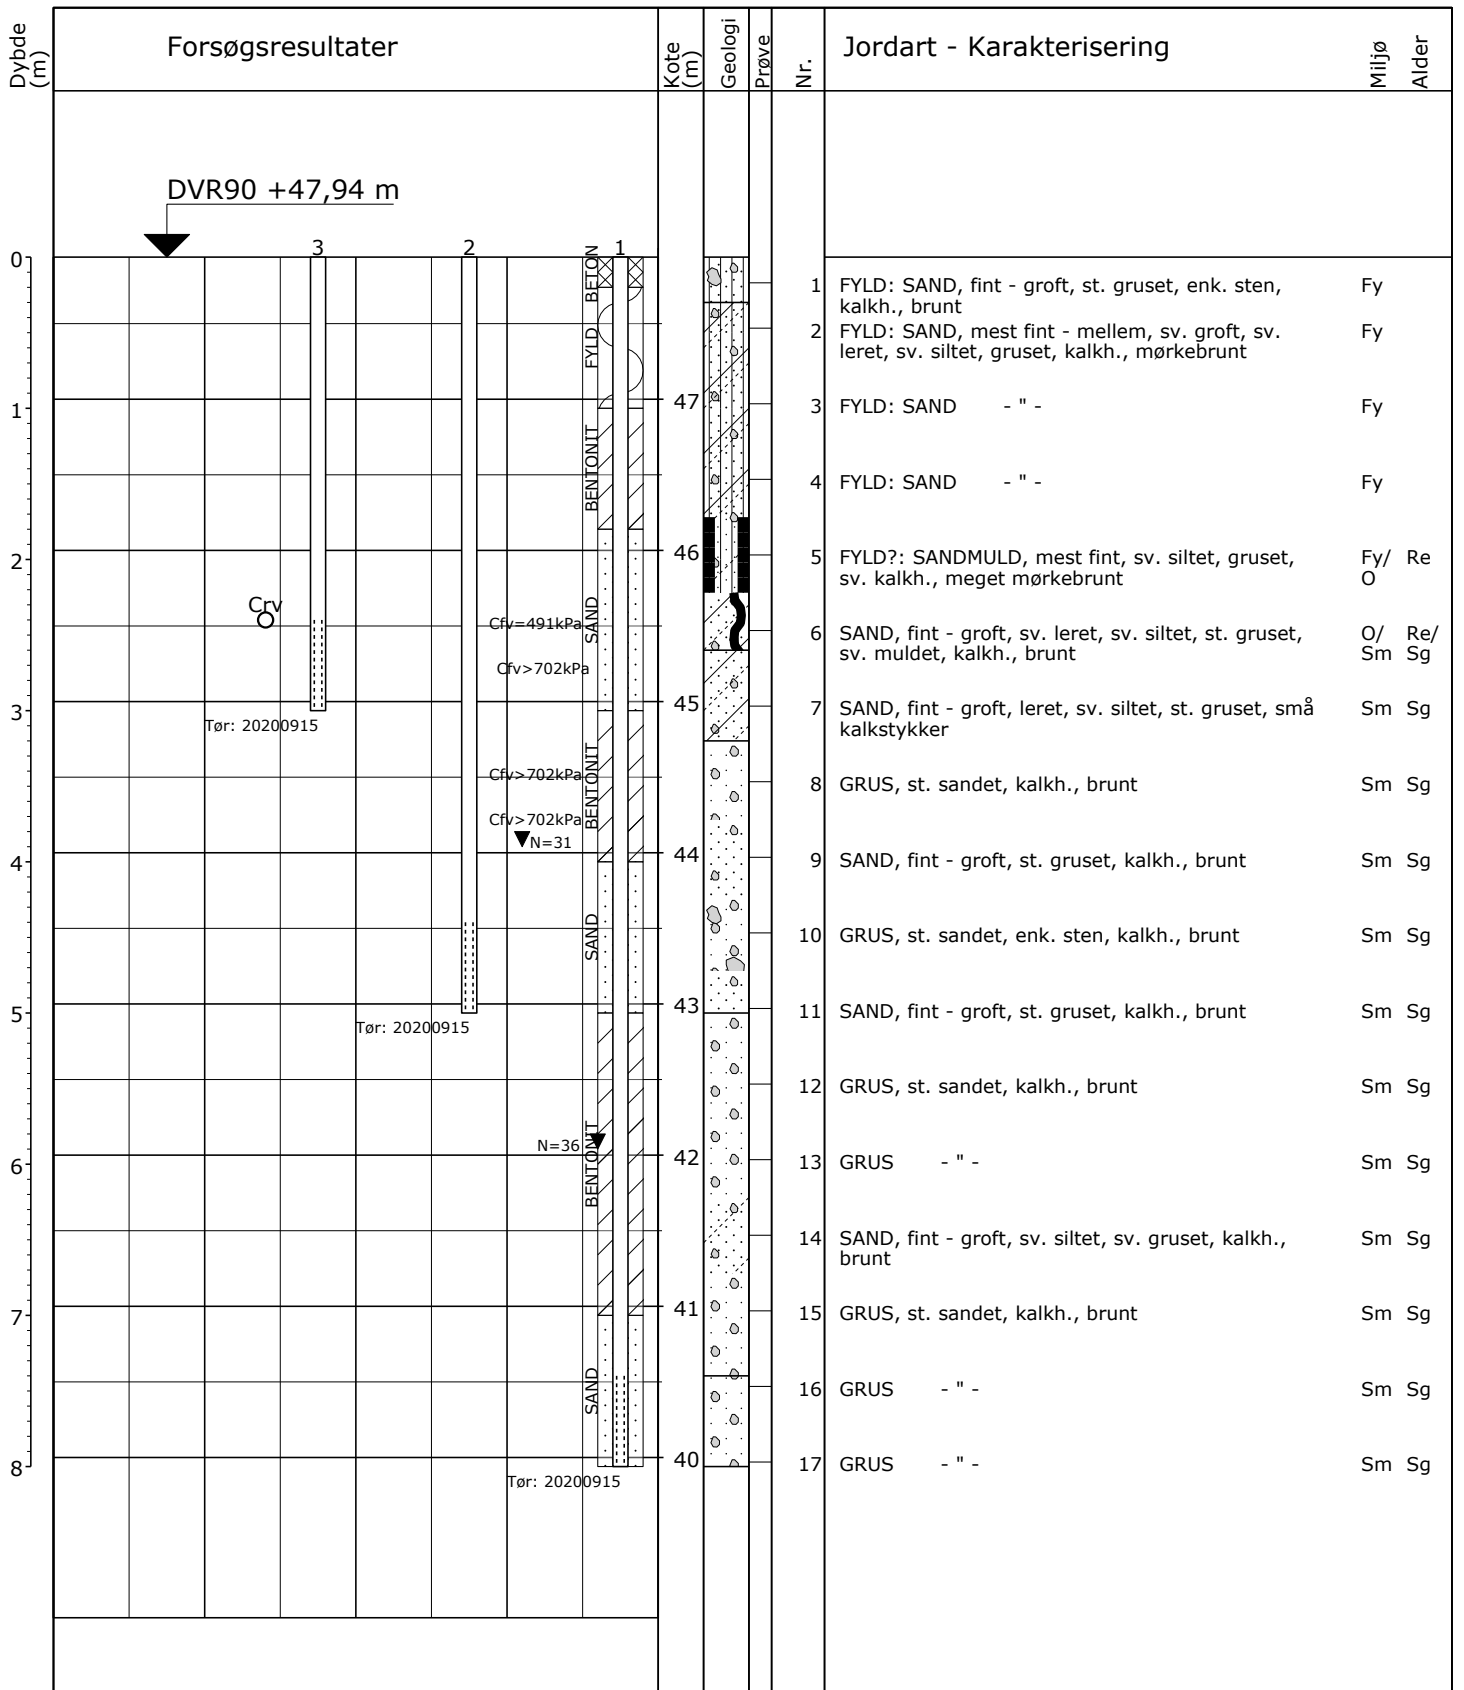 Dybde
(m)
Forsøgsresultater
Kote
(m)
Geologi
Prøve
Nr.
Jordart - Karakterisering
Miljø
Alder
DVR90 +47,94 m
3
2
1
0
1
2
3
4
5
6
7
8
BETON
FYLD
BENTONIT
SAND
BENTONIT
SAND
BENTONIT
SAND
Crv
Cfv=491kPa
Cfv>702kPa
Tør: 20200915
Cfv>702kPa
Cfv>702kPa
N=31
Tør: 20200915
N=36
Tør: 20200915
47
46
45
44
43
42
41
40
1 FYLD: SAND, fint - groft, st. gruset, enk. sten, Fy
kalkh., brunt
2 FYLD: SAND, mest fint - mellem, sv. groft, sv. Fy
leret, sv. siltet, gruset, kalkh., mørkebrunt
3 FYLD: SAND - " - Fy
4 FYLD: SAND - " - Fy
5 FYLD?: SANDMULD, mest fint, sv. siltet, gruset, Fy/ Re
sv. kalkh., meget mørkebrunt O
6 SAND, fint - groft, sv. leret, sv. siltet, st. gruset, O/ Re/
sv. muldet, kalkh., brunt Sm Sg
7 SAND, fint - groft, leret, sv. siltet, st. gruset, små Sm Sg
kalkstykker
8 GRUS, st. sandet, kalkh., brunt Sm Sg
9 SAND, fint - groft, st. gruset, kalkh., brunt Sm Sg
10 GRUS, st. sandet, enk. sten, kalkh., brunt Sm Sg
11 SAND, fint - groft, st. gruset, kalkh., brunt Sm Sg
12 GRUS, st. sandet, kalkh., brunt Sm Sg
13 GRUS - " - Sm Sg
14 SAND, fint - groft, sv. siltet, sv. gruset, kalkh., Sm Sg
brunt
15 GRUS, st. sandet, kalkh., brunt Sm Sg
16 GRUS - " - Sm Sg
17 GRUS - " - Sm Sg